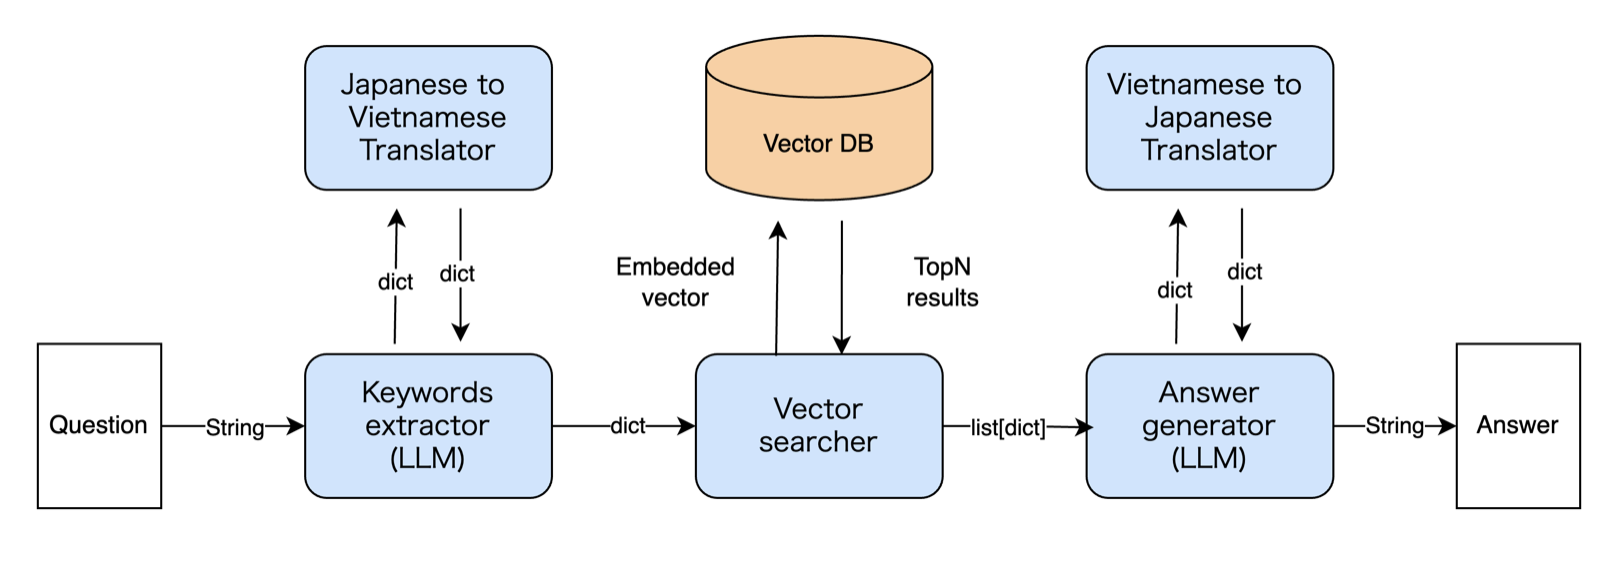 Japanese to
Vietnamese
Translator
Vector DB
Vietnamese to
Japanese
Translator
dict
dict
Embedded
vector
TopN
results
dict
dict
Question
String
Keywords
extractor
(LLM)
dict
Vector
searcher
list[dict]
Answer
generator
(LLM)
String
Answer